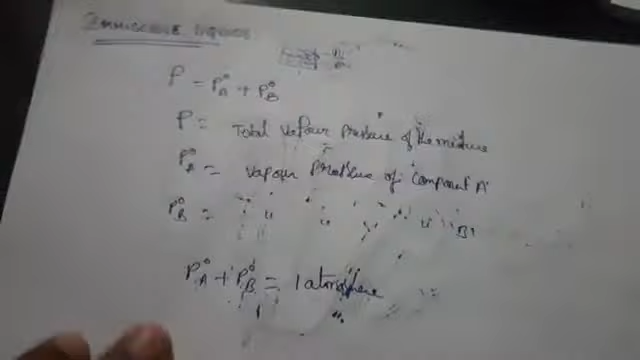 IMMISCIBLE LIQUIDS
P = P°A + P°B
P = Total vapour pressure of the mixture
P°A = vapour pressure of component A'
P°B = " " " " B'
P°A + P°B = 1 atmosphere